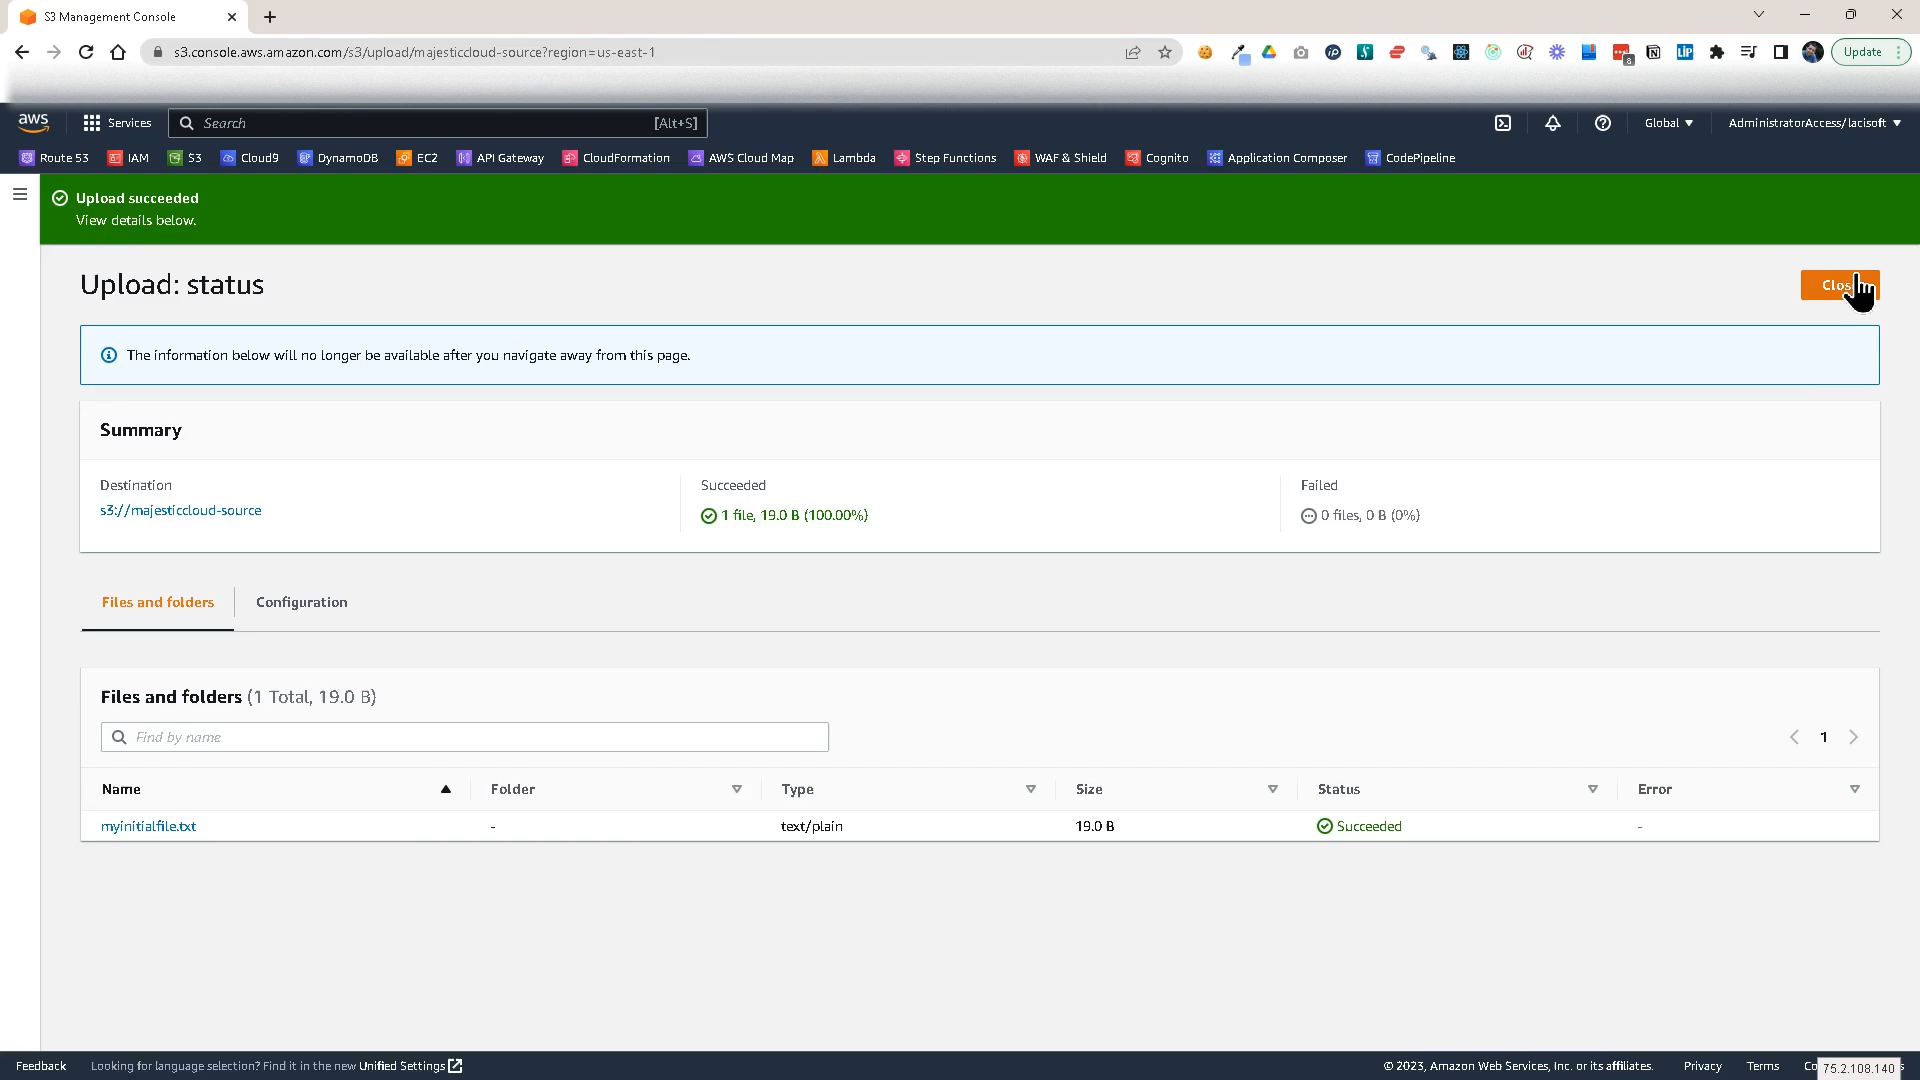 S3 Management Console
s3.console.aws.amazon.com/s3/upload/majesticcloud-source?region=us-east-1
8
Update
aws
Services
Search
[Alt+S]
Global
AdministratorAccess/lacisoft
Route 53
IAM
S3
Cloud9
DynamoDB
EC2
API Gateway
CloudFormation
AWS Cloud Map
Lambda
Step Functions
WAF & Shield
Cognito
Application Composer
CodePipeline
Upload succeeded
View details below.
Upload: status
Clos
The information below will no longer be available after you navigate away from this page.
Summary
Destination
s3://majesticcloud-source
Succeeded
1 file, 19.0 B (100.00%)
Failed
0 files, 0 B (0%)
Files and folders
Configuration
Files and folders (1 Total, 19.0 B)
Find by name
1
Name
Folder
Type
Size
Status
Error
myinitialfile.txt
-
text/plain
19.0 B
Succeeded
-
Feedback
Looking for language selection? Find it in the new Unified Settings
© 2023, Amazon Web Services, Inc. or its affiliates.
Privacy
Terms
75.2.108.140